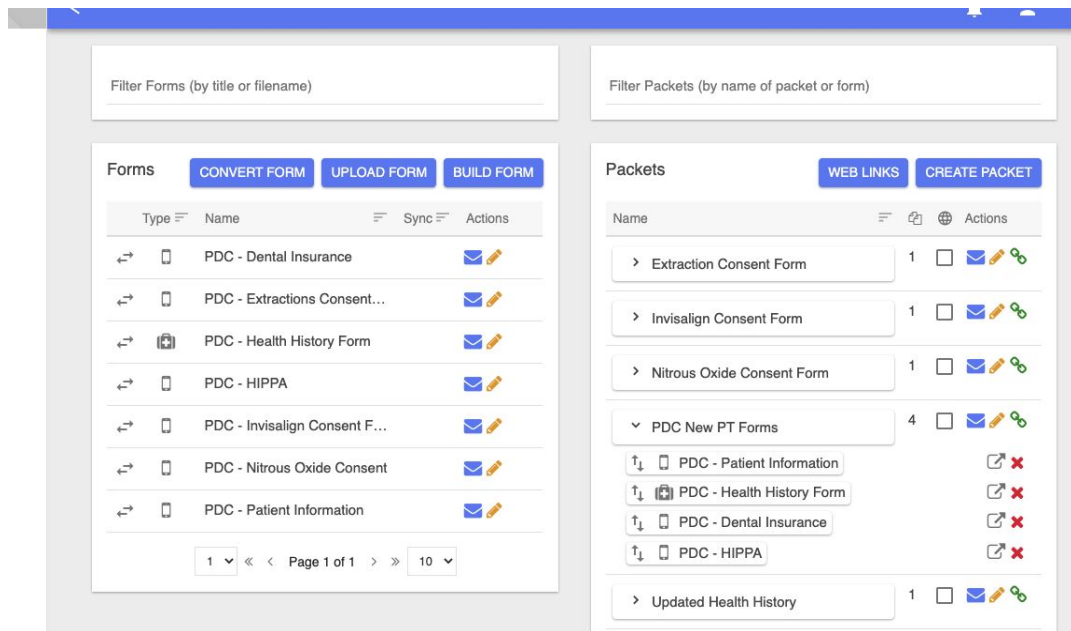 Filter Forms (by title or filename)
Filter Packets (by name of packet or form)
Forms
CONVERT FORM
UPLOAD FORM
BUILD FORM
Type Name Sync Actions
PDC - Dental Insurance
PDC - Extractions Consent...
PDC - Health History Form
PDC - HIPPA
PDC - Invisalign Consent F...
PDC - Nitrous Oxide Consent
PDC - Patient Information
1 « < Page 1 of 1 > » 10
Packets
WEB LINKS
CREATE PACKET
Name Actions
Extraction Consent Form 1
Invisalign Consent Form 1
Nitrous Oxide Consent Form 1
PDC New PT Forms 4
PDC - Patient Information
PDC - Health History Form
PDC - Dental Insurance
PDC - HIPPA
Updated Health History 1